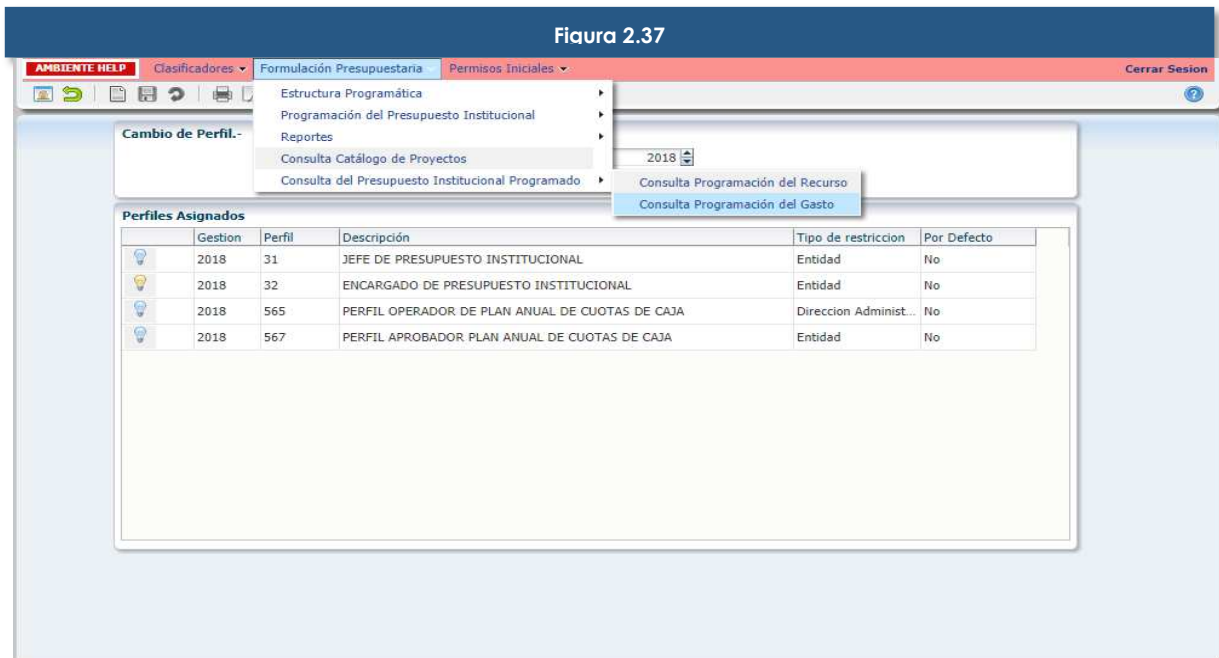 Figura 2.37
AMBIENTE HELP Clasificadores Formulación Presupuestaria Permisos Iniciales Cerrar Sesion
Estructura Programática
Programación del Presupuesto Institucional
Cambio de Perfil.-
Reportes
Consulta Catálogo de Proyectos
2018
Consulta del Presupuesto Institucional Programado
Consulta Programación del Recurso
Consulta Programación del Gasto
Perfiles Asignados
Gestion Perfil Descripción Tipo de restriccion Por Defecto
2018 31 JEFE DE PRESUPUESTO INSTITUCIONAL Entidad No
2018 32 ENCARGADO DE PRESUPUESTO INSTITUCIONAL Entidad No
2018 565 PERFIL OPERADOR DE PLAN ANUAL DE CUOTAS DE CAJA Direccion Administ... No
2018 567 PERFIL APROBADOR PLAN ANUAL DE CUOTAS DE CAJA Entidad No